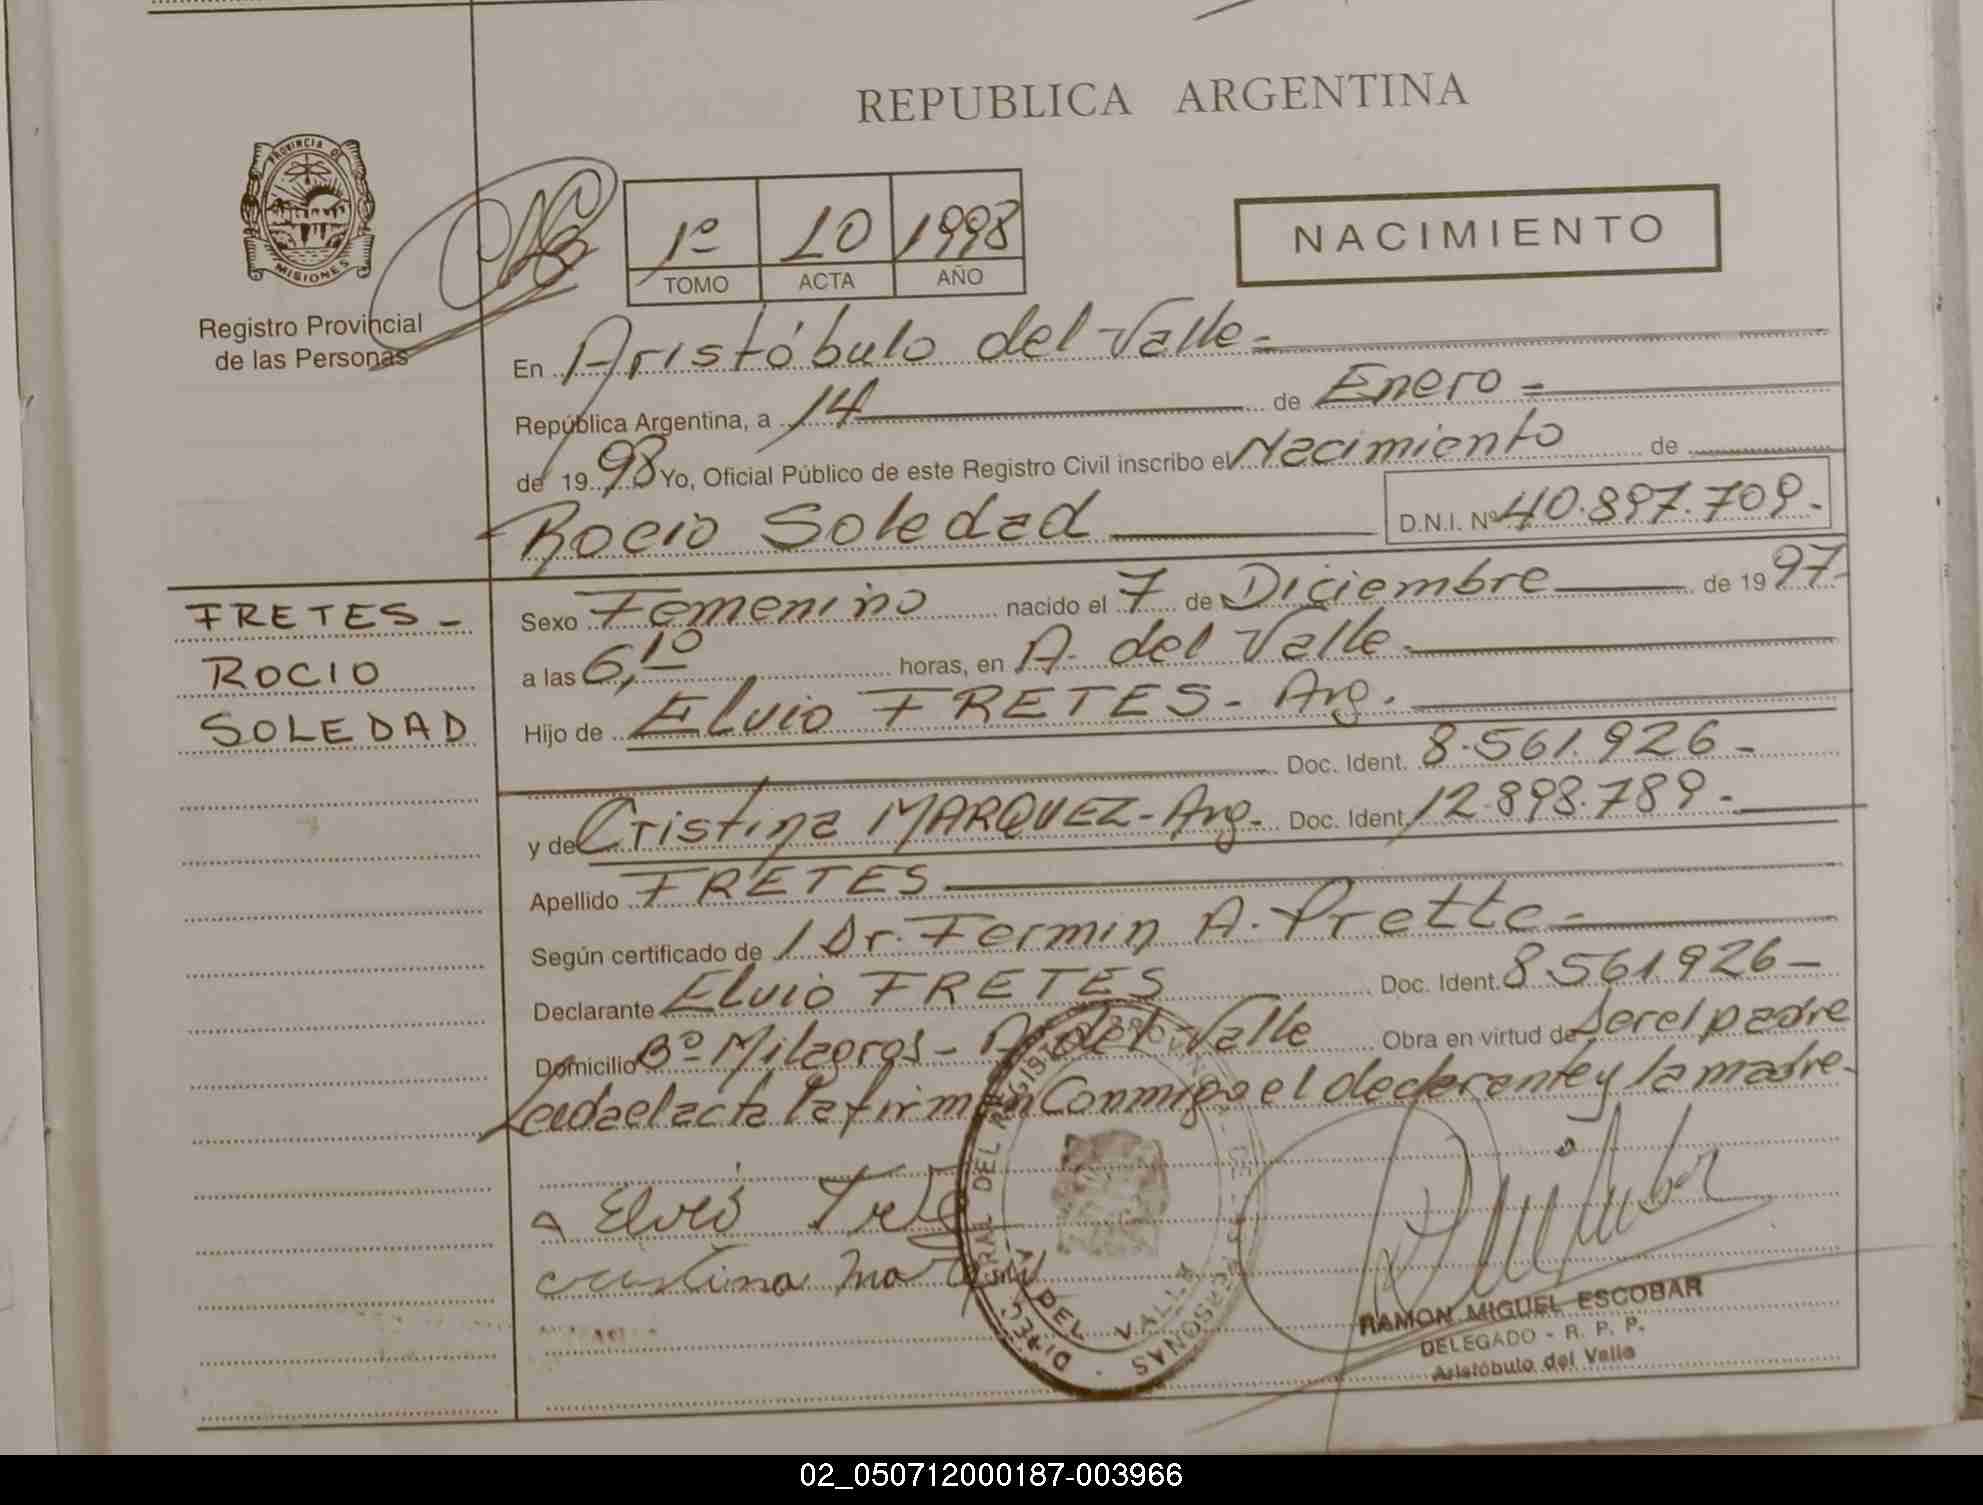 REPUBLICA ARGENTINA
PROVINCIA DE
MISIONES
Registro Provincial
de las Personas
1º 10 1998
TOMO ACTA AÑO
NACIMIENTO
En Aristóbulo del Valle-
República Argentina, a 14 de Enero-
de 1998 Yo, Oficial Público de este Registro Civil inscribo el Nacimiento de
Rocio Soledad D.N.I. Nº 40.897.709-
FRETES-
ROCIO
SOLEDAD
Sexo Femenino nacido el 7 de Diciembre de 1997-
a las 6,10 horas, en A. del Valle-
Hijo de Elvio FRETES- Arg.
Doc. Ident. 8.561.926-
y de Cristina MARQUEZ-Arg- Doc. Ident. 12.898.789-
Apellido FRETES
Según certificado de Dr. Fermin A. Prette-
Declarante Elvio FRETES Doc. Ident. 8.561.926-
Domicilio Bº Milagros- A. del Valle Obra en virtud de ser el padre
Leida el acta la firman Conmigo el declarante y la madre-
Elvio
cristina
RAMON MIGUEL ESCOBAR
DELEGADO - R. P. P.
Aristóbulo del Valle
02_050712000187-003966